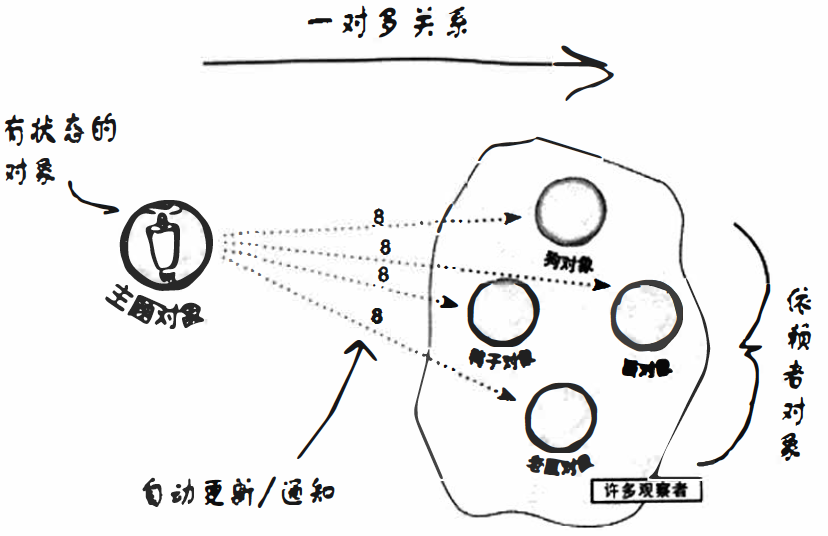 一对多关系
有状态的
对象
8
8
8
8
主题对象
狗对象
鸭子对象
猫对象
老鼠对象
依赖者对象
自动更新/通知
许多观察者